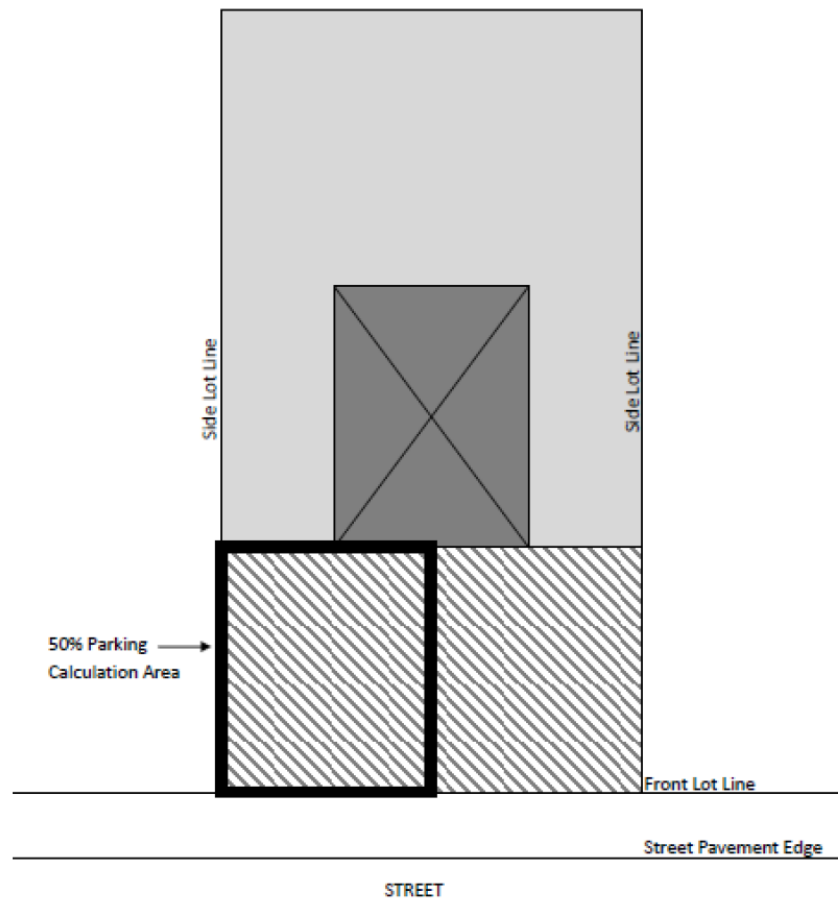 Side Lot Line
Side Lot Line
50% Parking
Calculation Area
Front Lot Line
Street Pavement Edge
STREET